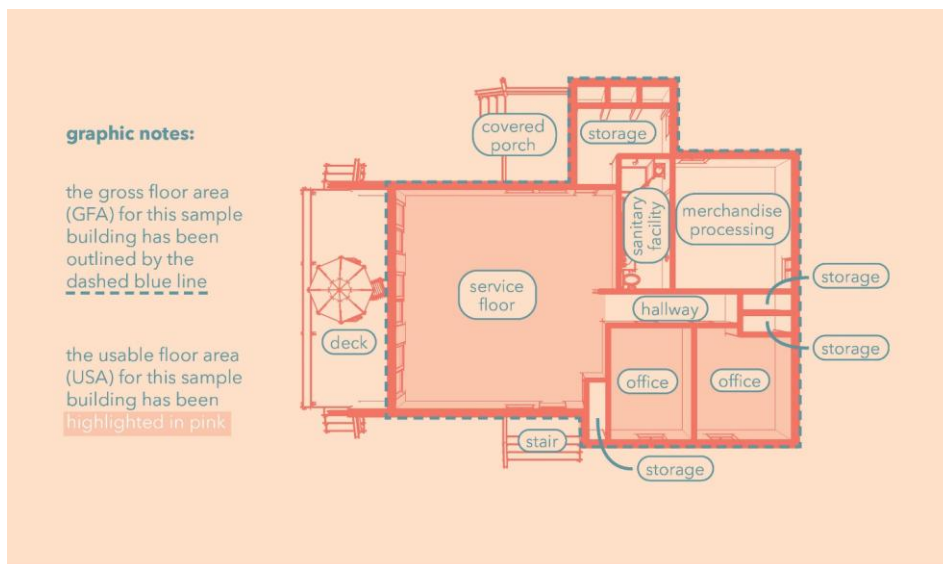 graphic notes:
the gross floor area
(GFA) for this sample
building has been
outlined by the
dashed blue line
the usable floor area
(USA) for this sample
building has been
highlighted in pink
covered
porch
storage
sanitary
facility
merchandise
processing
service
floor
hallway
storage
deck
storage
office
office
stair
storage